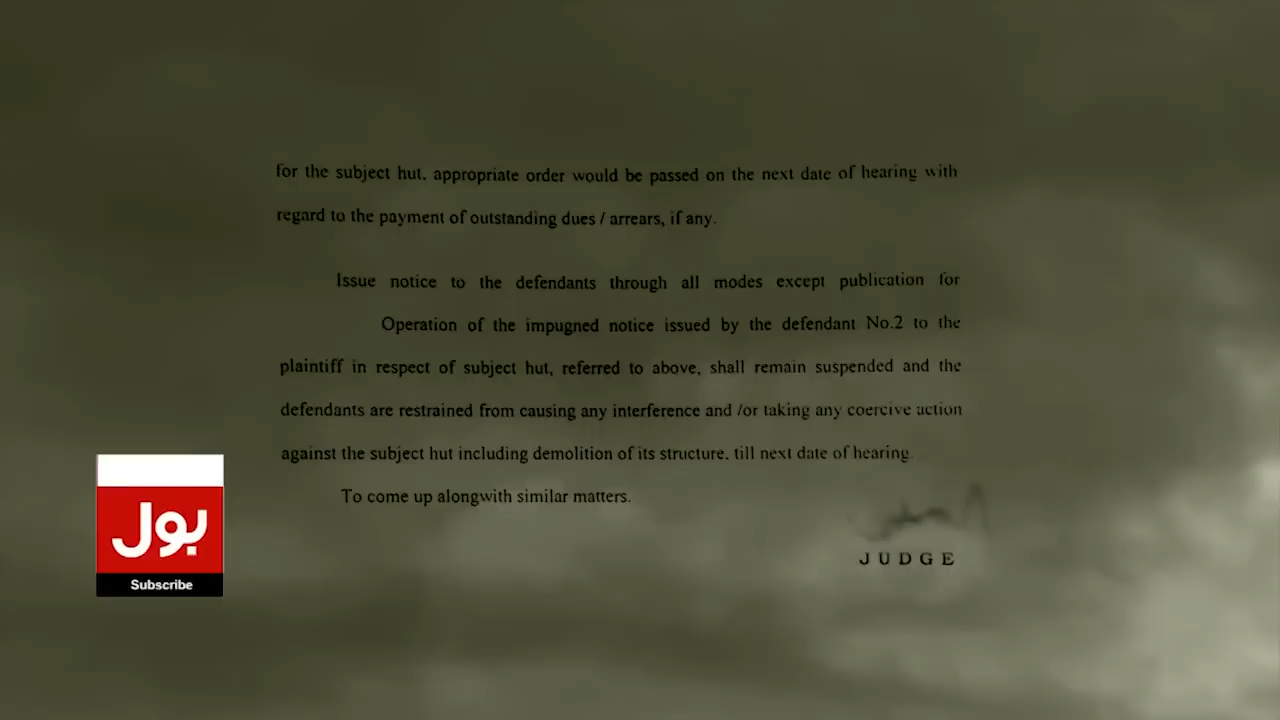 for the subject hut, appropriate order would be passed on the next date of hearing with
regard to the payment of outstanding dues / arrears, if any.
Issue notice to the defendants through all modes except publication for
Operation of the impugned notice issued by the defendant No.2 to the
plaintiff in respect of subject hut, referred to above, shall remain suspended and the
defendants are restrained from causing any interference and /or taking any coercive action
against the subject hut including demolition of its structure, till next date of hearing.
To come up alongwith similar matters.
JUDGE
بول
Subscribe